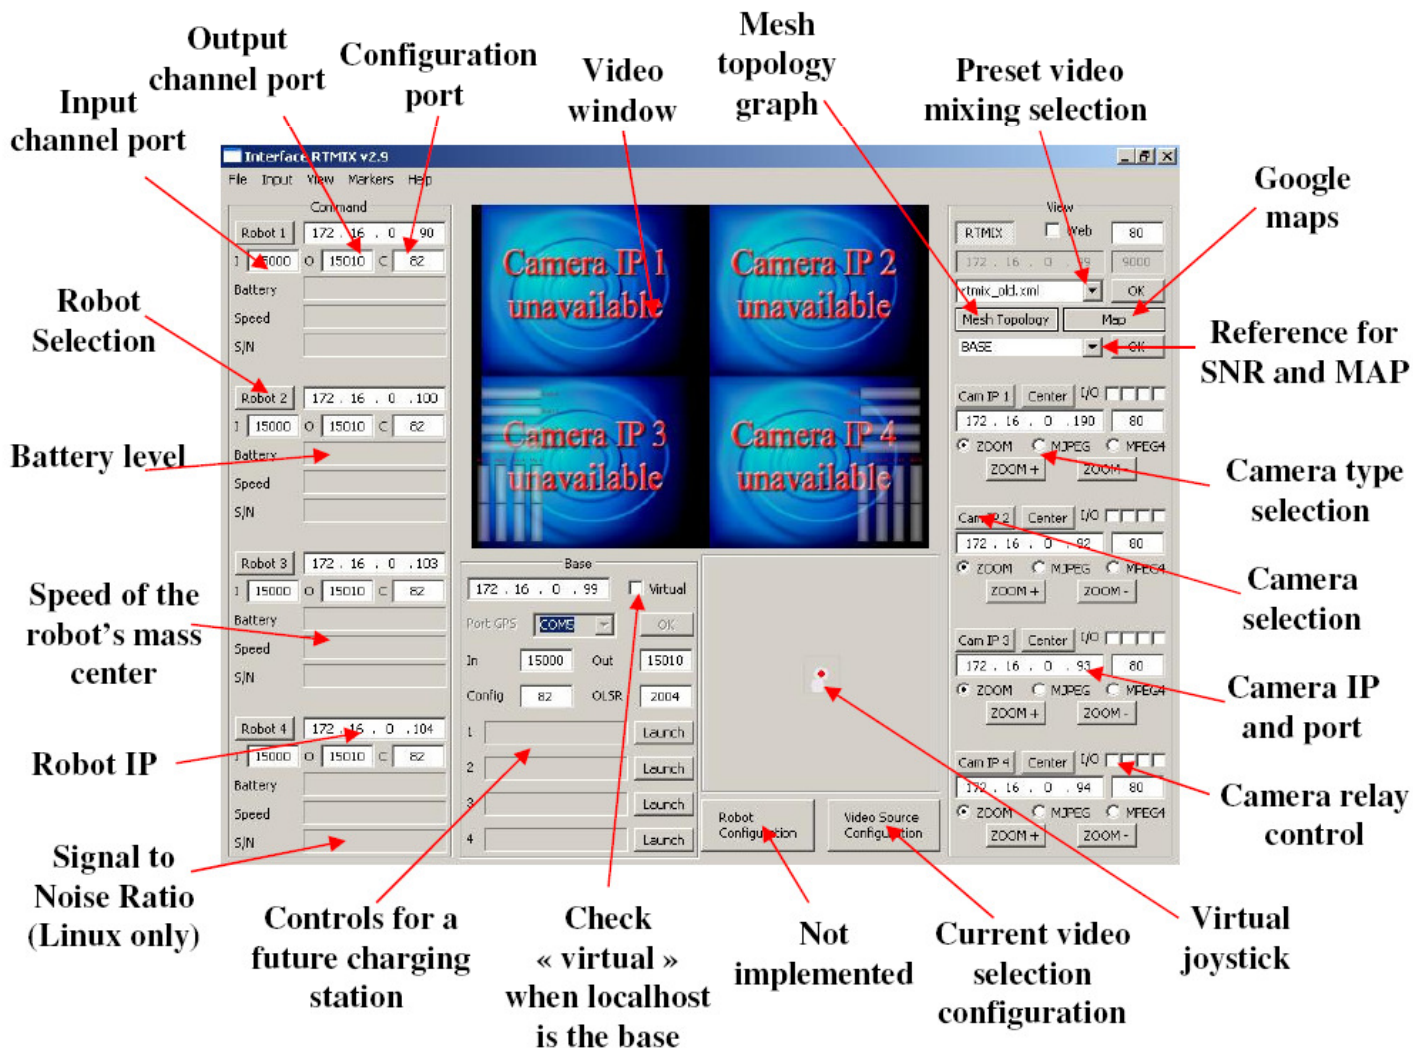 Output
channel port
Configuration
port
Video
window
Mesh
topology
graph
Preset video
mixing selection
Input
channel port
Google
maps
Interface RTMIX v2.9
File Input View Markers Help
Command
Robot 1 172 . 16 . 0 . 90
I 15000 O 15010 C 82
Battery
Speed
S/N
Robot 2 172 . 16 . 0 . 100
I 15000 O 15010 C 82
Battery
Speed
S/N
Robot 3 172 . 16 . 0 . 103
I 15000 O 15010 C 82
Battery
Speed
S/N
Robot 4 172 . 16 . 0 . 104
I 15000 O 15010 C 82
Battery
Speed
S/N
Camera IP 1
unavailable
Camera IP 2
unavailable
Camera IP 3
unavailable
Camera IP 4
unavailable
Base
172 . 16 . 0 . 99 Virtual
Port GPS COM5 OK
In 15000 Out 15010
Config 82 OLSR 2004
1 Launch
2 Launch
3 Launch
4 Launch
Robot
Configuration
Video Source
Configuration
View
RTMIX Web 80
172 . 16 . 0 . 99 9000
rtmix_old.xml OK
Mesh Topology Map
BASE OK
Cam IP 1 Center I/O
172 . 16 . 0 . 190 80
ZOOM MJPEG MPEG4
ZOOM + ZOOM -
Cam IP 2 Center I/O
172 . 16 . 0 . 92 80
ZOOM MJPEG MPEG4
ZOOM + ZOOM -
Cam IP 3 Center I/O
172 . 16 . 0 . 93 80
ZOOM MJPEG MPEG4
ZOOM + ZOOM -
Cam IP 4 Center I/O
172 . 16 . 0 . 94 80
ZOOM MJPEG MPEG4
ZOOM + ZOOM -
Robot
Selection
Battery level
Speed of the
robot's mass
center
Robot IP
Signal to
Noise Ratio
(Linux only)
Reference for
SNR and MAP
Camera type
selection
Camera
selection
Camera IP
and port
Camera relay
control
Controls for a
future charging
station
Check
« virtual »
when localhost
is the base
Not
implemented
Current video
selection
configuration
Virtual
joystick